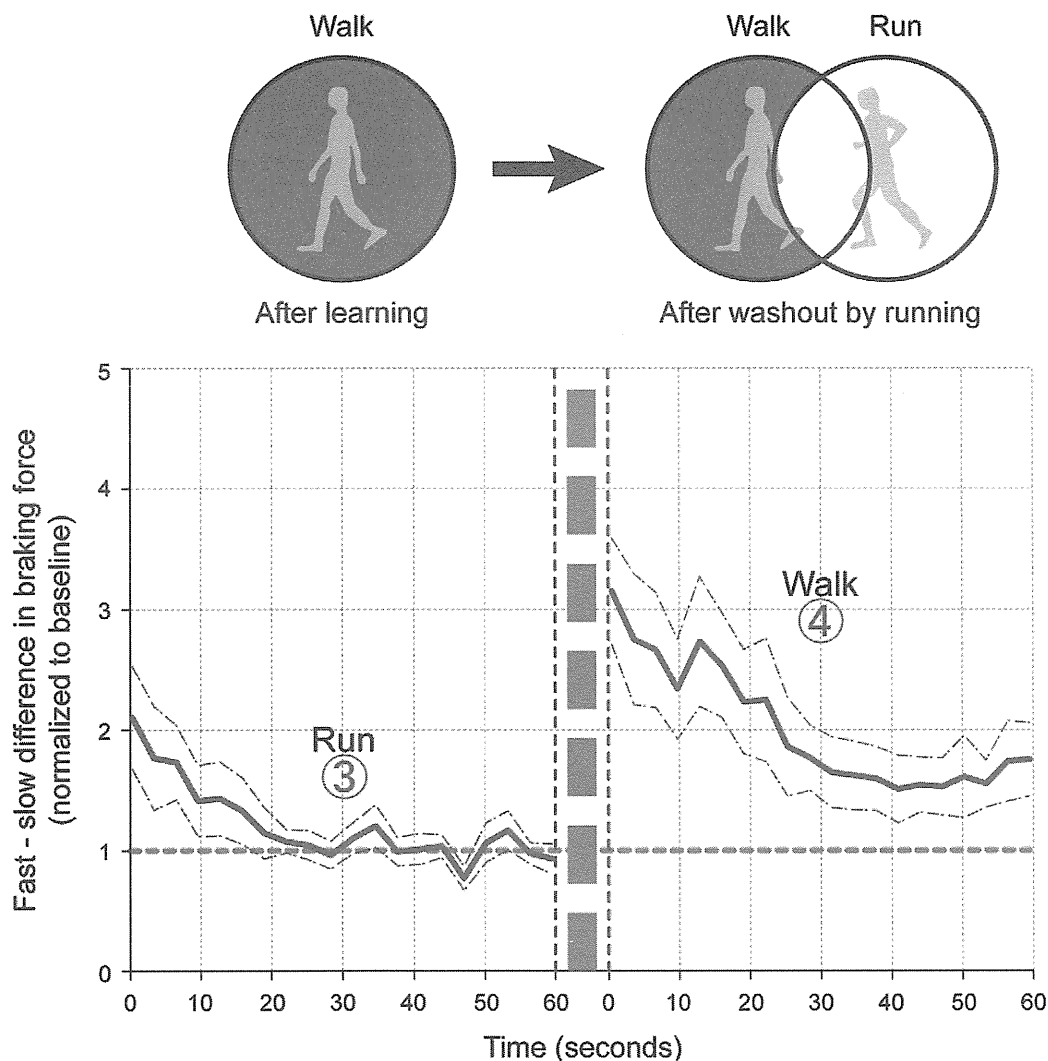 Walk
Walk Run
After learning
After washout by running
Fast - slow difference in braking force
(normalized to baseline)
5
4
3
2
1
0
Run
③
Walk
④
0 10 20 30 40 50 60
0 10 20 30 40 50 60
Time (seconds)